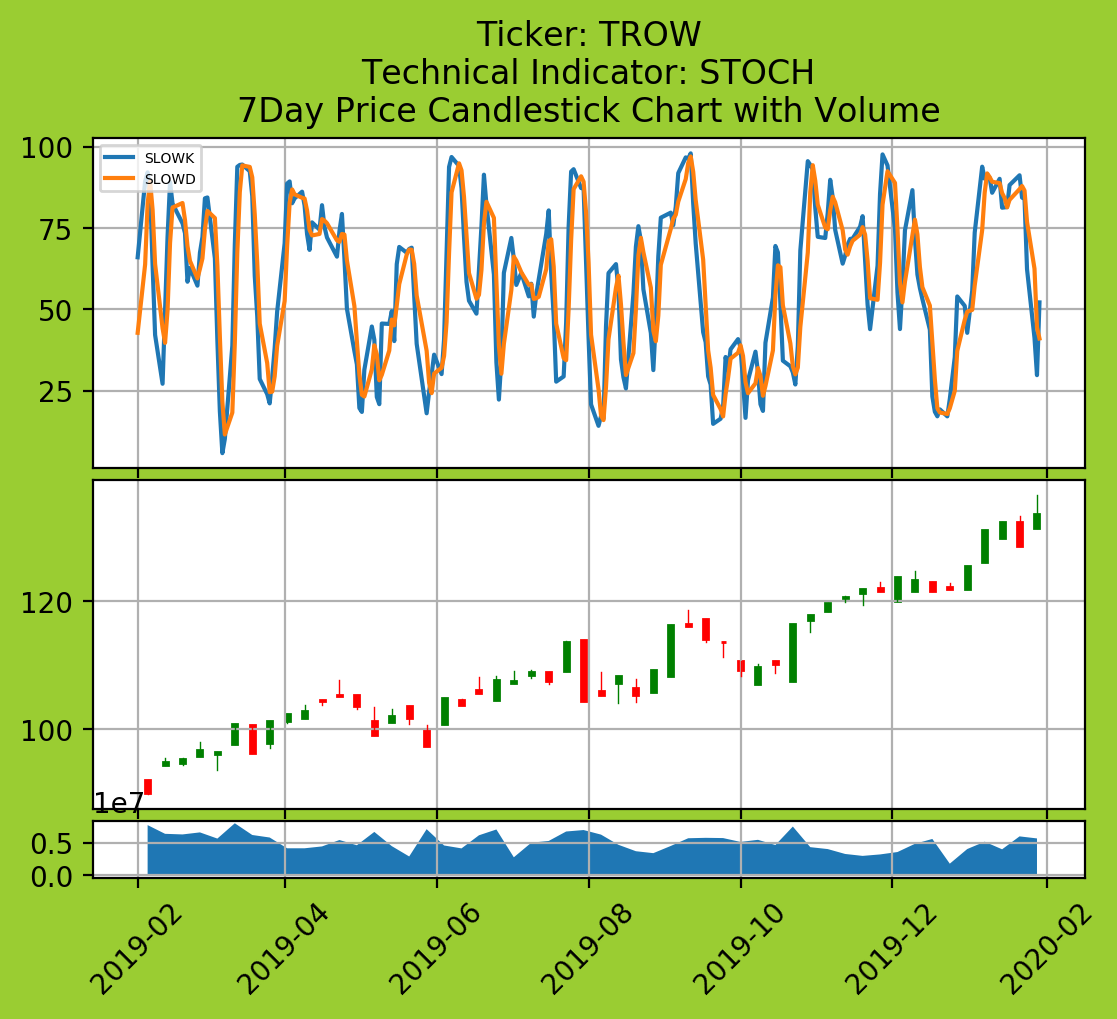 Ticker: TROW
Technical Indicator: STOCH
7Day Price Candlestick Chart with Volume
100
75
50
25
SLOWK
SLOWD
120
100
1e7
0.5
0.0
2019-02
2019-04
2019-06
2019-08
2019-10
2019-12
2020-02